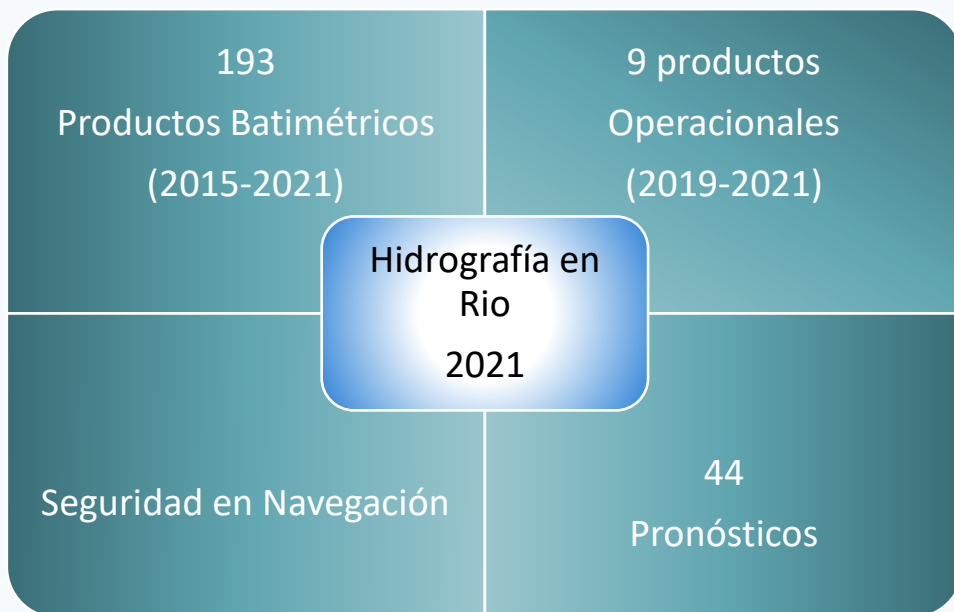 193
Productos Batimétricos
(2015-2021)
9 productos
Operacionales
(2019-2021)
Hidrografía en
Rio
2021
Seguridad en Navegación
44
Pronósticos